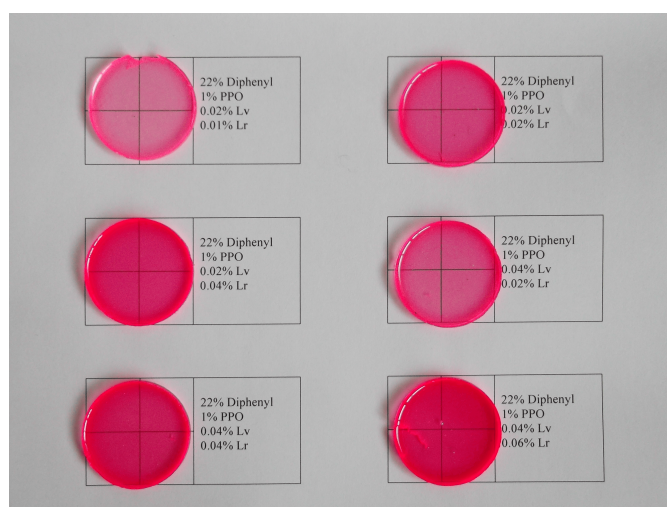 22% Diphenyl
1% PPO
0.02% Lv
0.01% Lr
22% Diphenyl
1% PPO
0.02% Lv
0.02% Lr
22% Diphenyl
1% PPO
0.02% Lv
0.04% Lr
22% Diphenyl
1% PPO
0.04% Lv
0.02% Lr
22% Diphenyl
1% PPO
0.04% Lv
0.04% Lr
22% Diphenyl
1% PPO
0.04% Lv
0.06% Lr